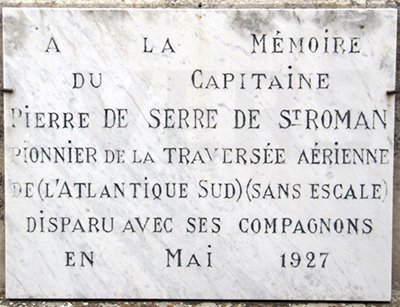 A LA MÉMOIRE
DU CAPITAINE
PIERRE DE SERRE DE ST ROMAN
PIONNIER DE LA TRAVERSÉE AÉRIENNE
DE (L'ATLANTIQUE SUD) (SANS ESCALE)
DISPARU AVEC SES COMPAGNONS
EN MAI 1927